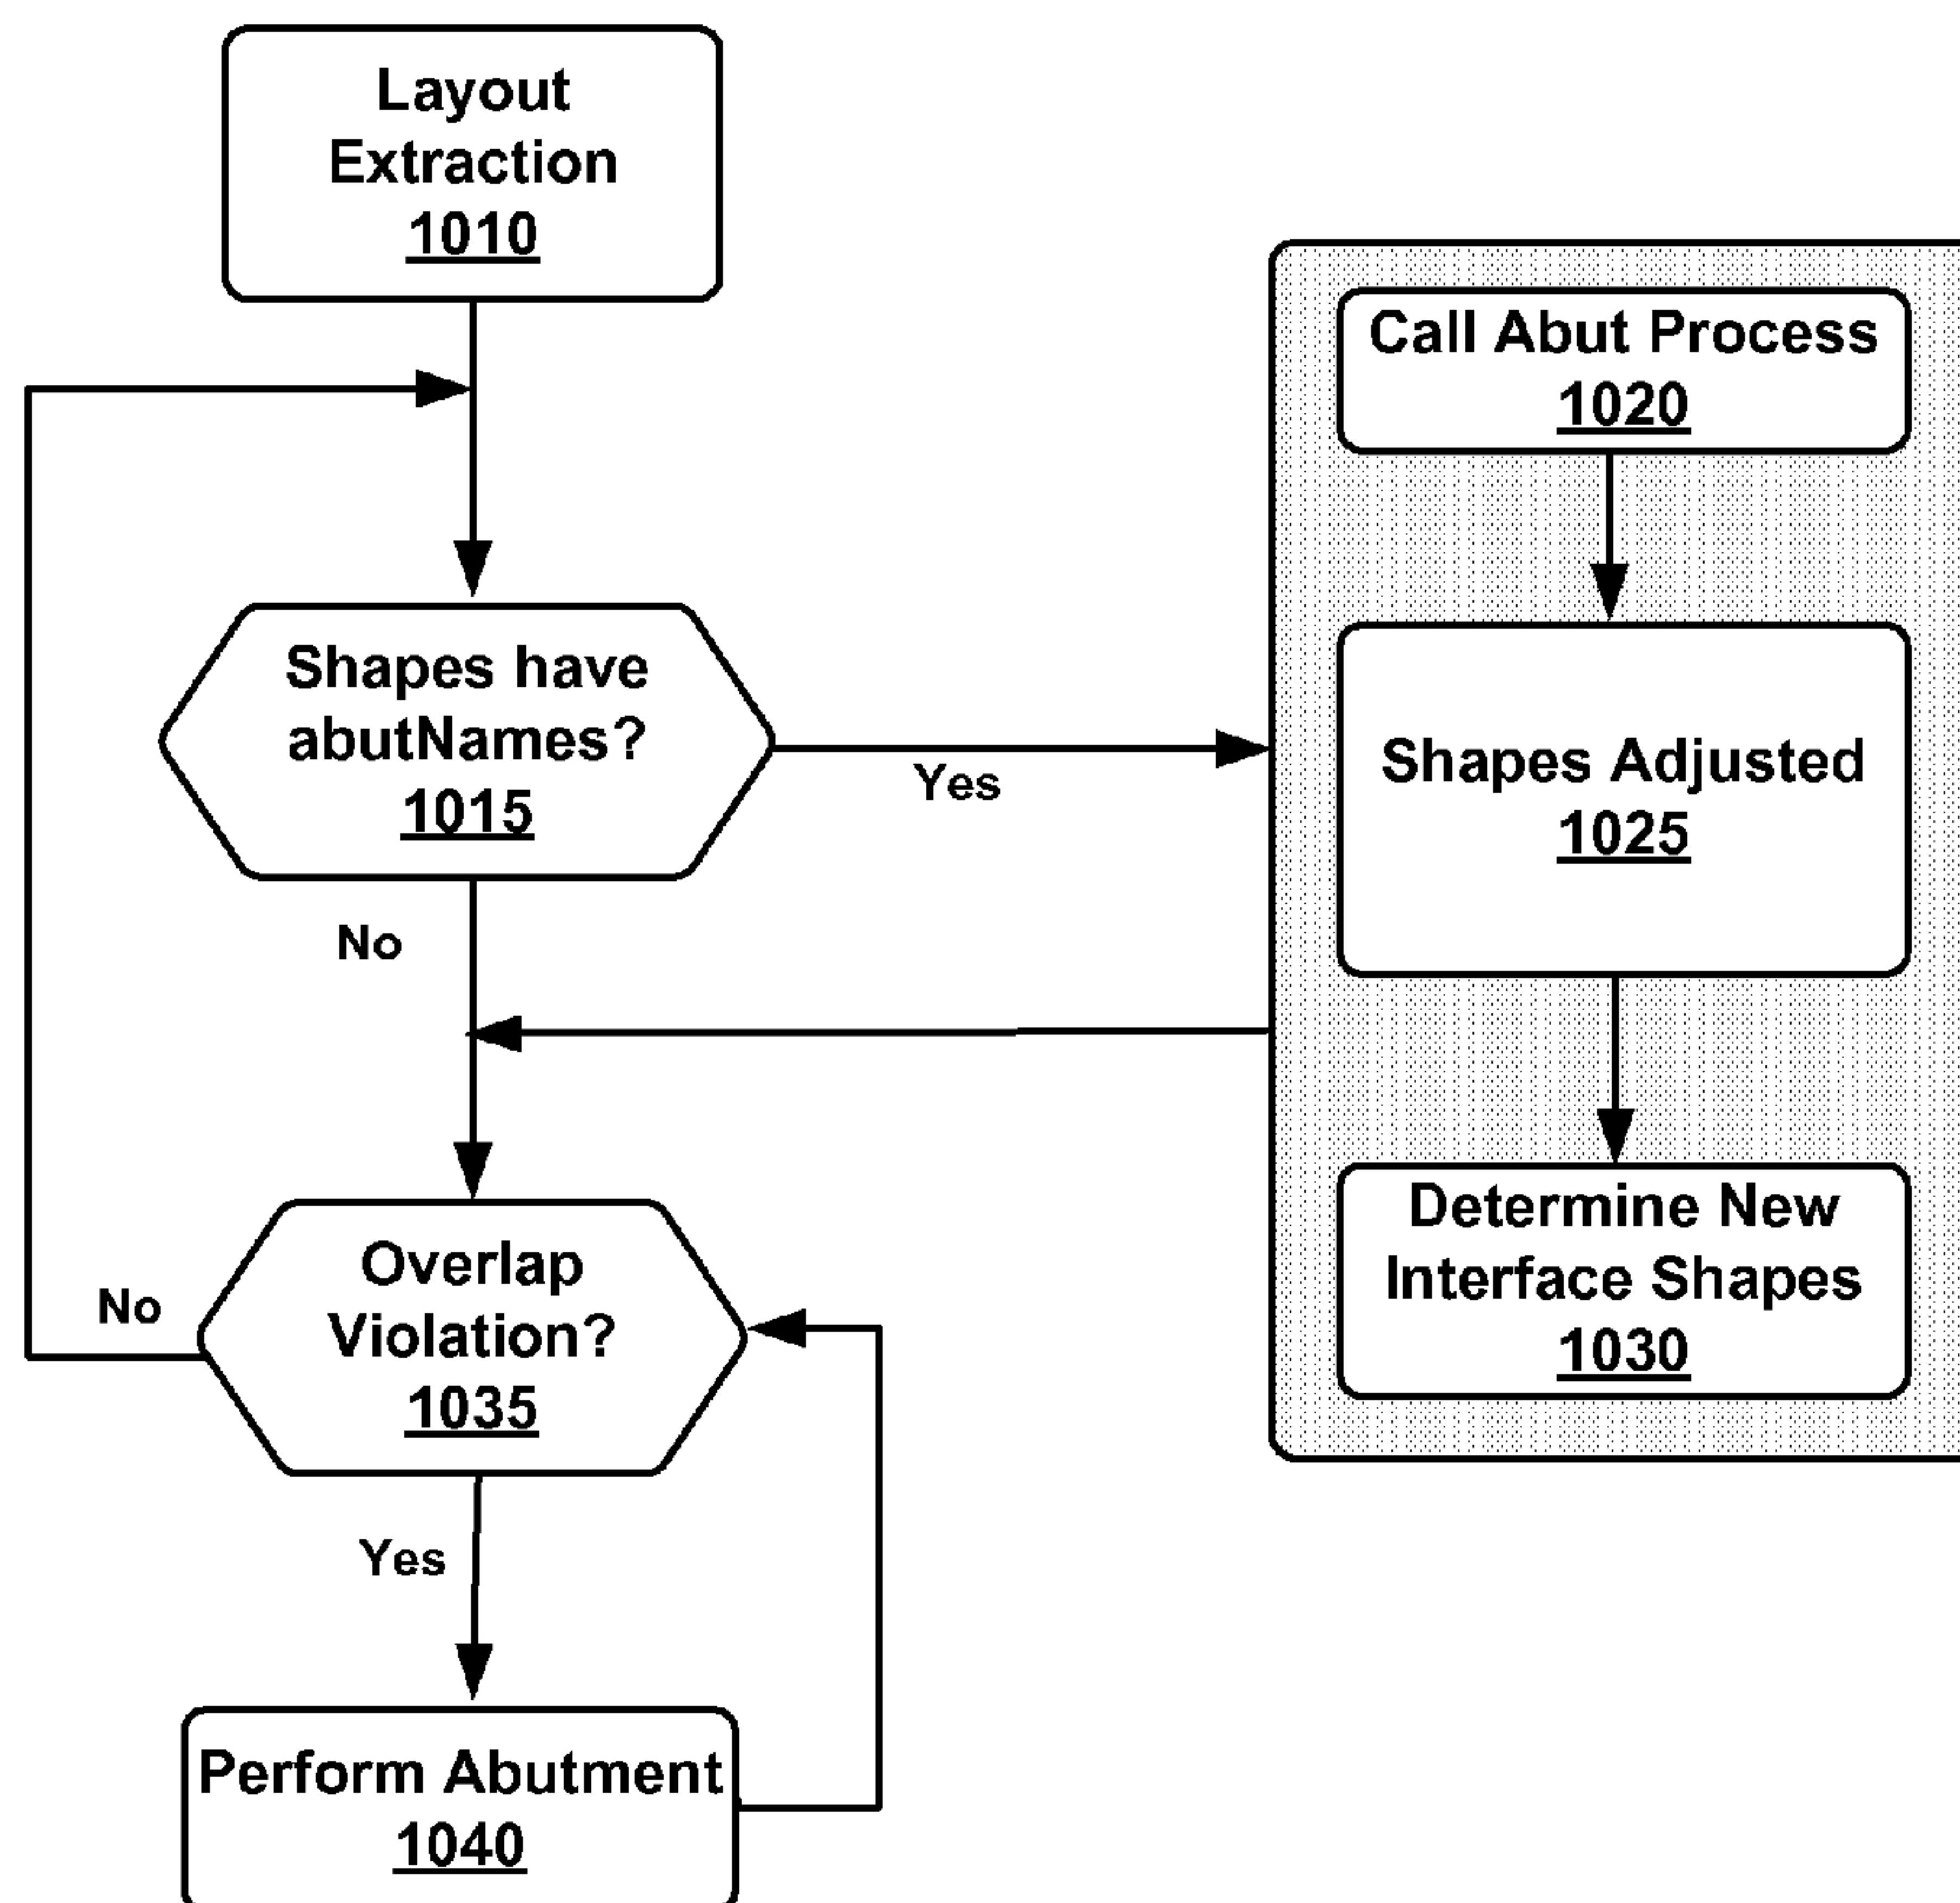 Layout
Extraction
1010
Shapes have
abutNames?
1015
Yes
No
Call Abut Process
1020
Shapes Adjusted
1025
Determine New
Interface Shapes
1030
Overlap
Violation?
1035
No
Yes
Perform Abutment
1040